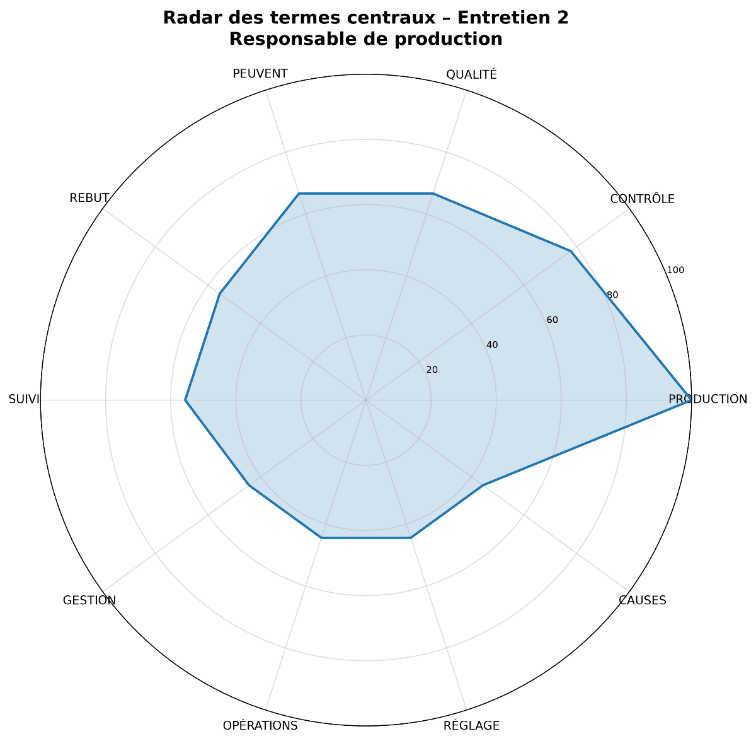 Radar des termes centraux – Entretien 2
Responsable de production
PEUVENT
QUALITÉ
REBUT
CONTRÔLE
100
80
60
40
20
SUIVI
PRODUCTION
GESTION
CAUSES
OPÉRATIONS
RÉGLAGE